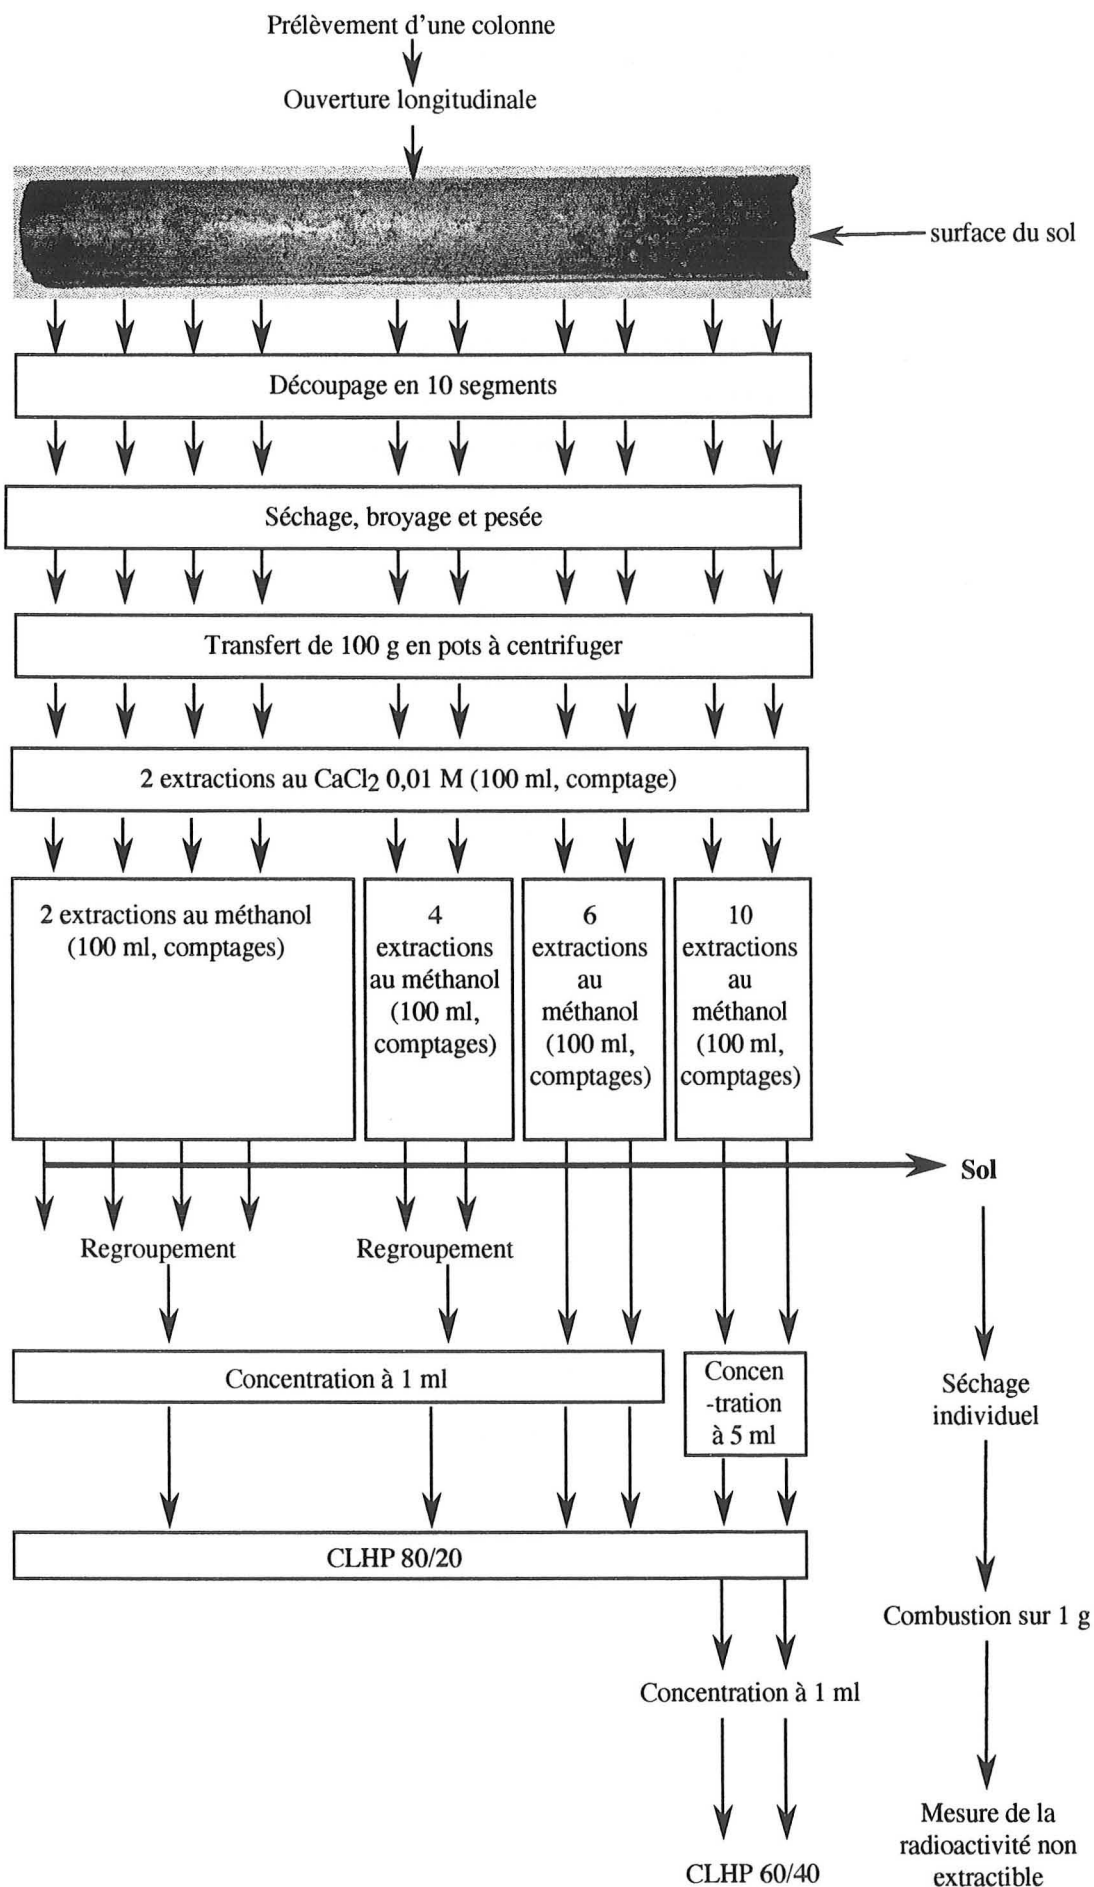 Prélèvement d'une colonne
Ouverture longitudinale
surface du sol
Découpage en 10 segments
Séchage, broyage et pesée
Transfert de 100 g en pots à centrifuger
2 extractions au CaCl2 0,01 M (100 ml, comptage)
2 extractions au méthanol
(100 ml, comptages)
4
extractions
au méthanol
(100 ml,
comptages)
6
extractions
au
méthanol
(100 ml,
comptages)
10
extractions
au
méthanol
(100 ml,
comptages)
Sol
Regroupement
Regroupement
Concentration à 1 ml
Concen
-tration
à 5 ml
Séchage
individuel
CLHP 80/20
Combustion sur 1 g
Concentration à 1 ml
Mesure de la
radioactivité non
extractible
CLHP 60/40